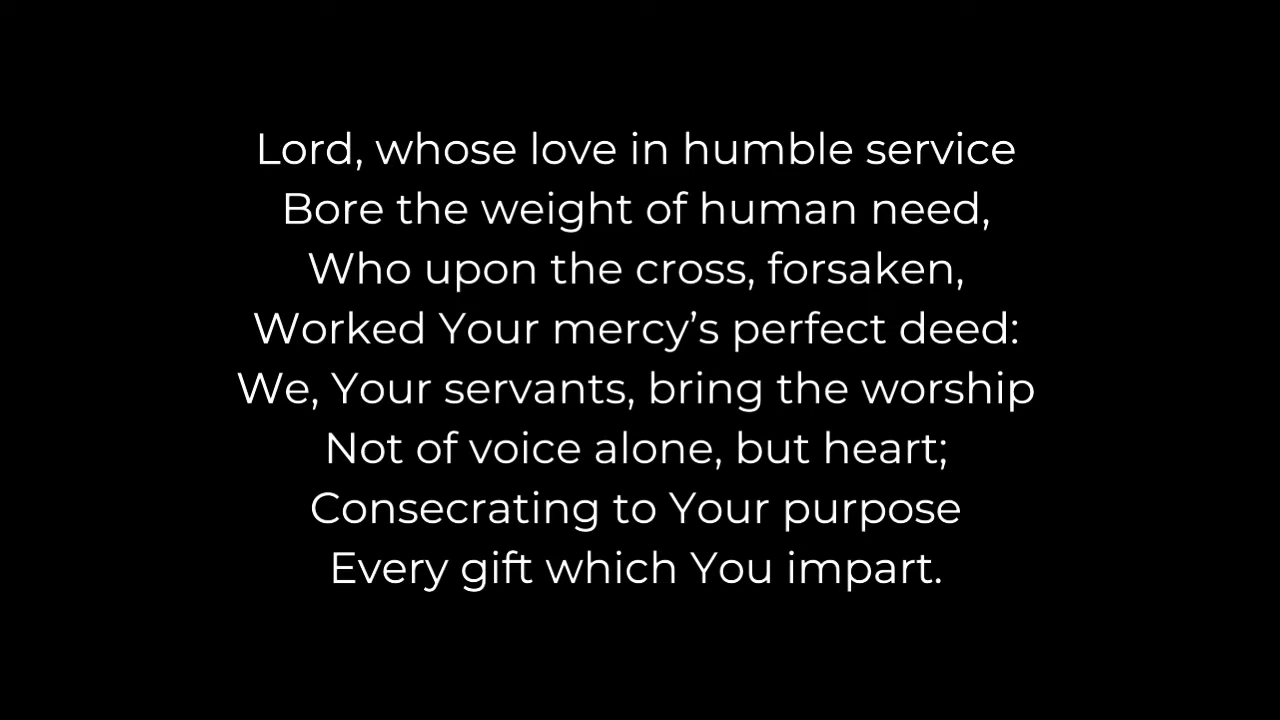 Lord, whose love in humble service
Bore the weight of human need,
Who upon the cross, forsaken,
Worked Your mercy’s perfect deed:
We, Your servants, bring the worship
Not of voice alone, but heart;
Consecrating to Your purpose
Every gift which You impart.